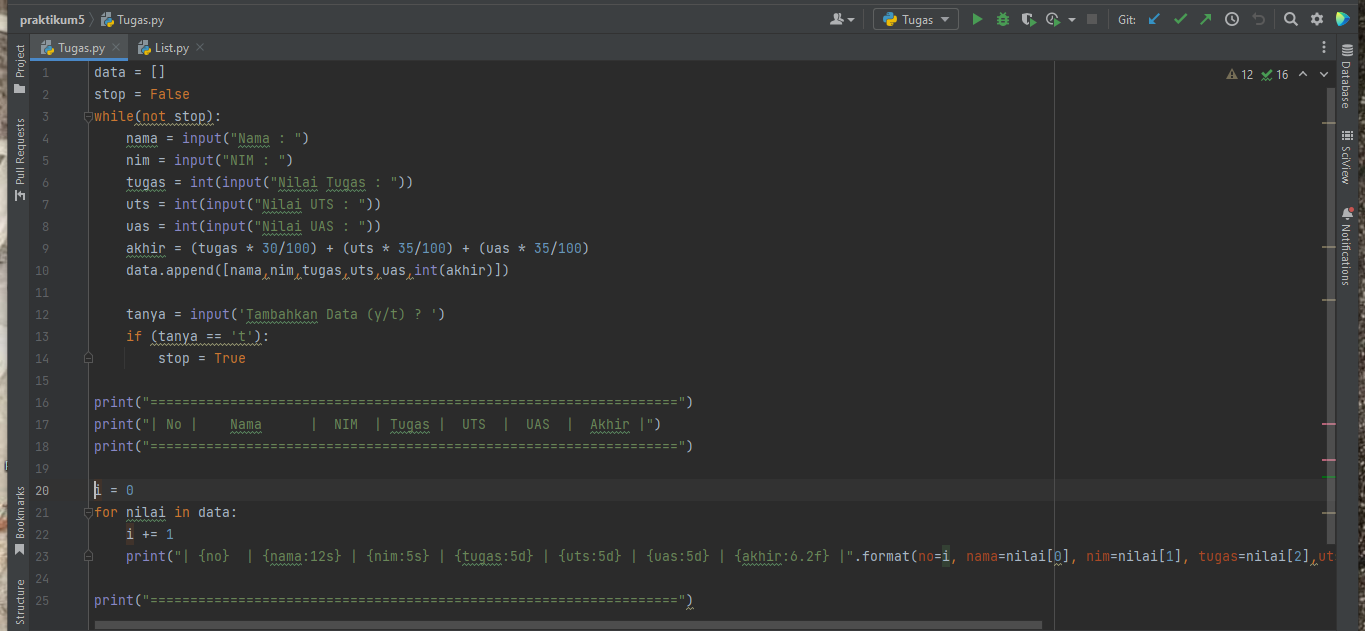 praktikum5 Tugas.py Tugas Git:
Tugas.py List.py
Project
Pull Requests
Bookmarks
Structure
12 16
1 data = []
2 stop = False
3 while(not stop):
4 nama = input("Nama : ")
5 nim = input("NIM : ")
6 tugas = int(input("Nilai Tugas : "))
7 uts = int(input("Nilai UTS : "))
8 uas = int(input("Nilai UAS : "))
9 akhir = (tugas * 30/100) + (uts * 35/100) + (uas * 35/100)
10 data.append([nama,nim,tugas,uts,uas,int(akhir)])
11
12 tanya = input('Tambahkan Data (y/t) ? ')
13 if (tanya == 't'):
14 stop = True
15
16 print("==================================================================")
17 print("| No |    Nama      |  NIM  | Tugas |  UTS  |  UAS  |  Akhir |")
18 print("==================================================================")
19
20 i = 0
21 for nilai in data:
22 i += 1
23 print("| {no}  | {nama:12s} | {nim:5s} | {tugas:5d} | {uts:5d} | {uas:5d} | {akhir:6.2f} |".format(no=i, nama=nilai[0], nim=nilai[1], tugas=nilai[2],ut
24
25 print("==================================================================")
Database
SciView
Notifications